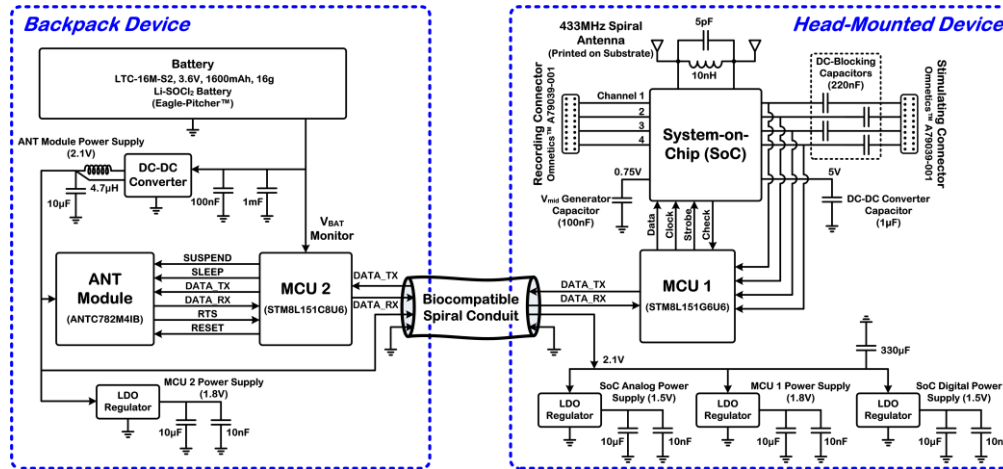 Backpack Device
Battery
LTC-16M-S2, 3.6V, 1600mAh, 16g
Li-SOCl₂ Battery
(Eagle-Pitcher™)
ANT Module Power Supply
(2.1V)
DC-DC
Converter
4.7µH
10µF
100nF
1mF
V_BAT
Monitor
ANT
Module
(ANTC782M4IB)
SUSPEND
SLEEP
DATA_TX
DATA_RX
RTS
RESET
MCU 2
(STM8L151C8U6)
DATA_TX
DATA_RX
LDO
Regulator
MCU 2 Power Supply
(1.8V)
10µF
10nF
Biocompatible
Spiral Conduit
Head-Mounted Device
433MHz Spiral
Antenna
(Printed on Substrate)
5pF
10nH
DC-Blocking
Capacitors
(220nF)
Recording Connector
Omnetics™ A79039-001
Channel 1
2
3
4
System-on-
Chip (SoC)
Stimulating Connector
Omnetics™ A79039-001
0.75V
V_mid Generator
Capacitor
(100nF)
5V
DC-DC Converter
Capacitor
(1µF)
Data
Clock
Strobe
Check
MCU 1
(STM8L151G6U6)
DATA_TX
DATA_RX
2.1V
330µF
SoC Analog Power
Supply (1.5V)
LDO
Regulator
10µF
10nF
MCU 1 Power Supply
(1.8V)
LDO
Regulator
10µF
10nF
SoC Digital Power
Supply (1.5V)
LDO
Regulator
10µF
10nF